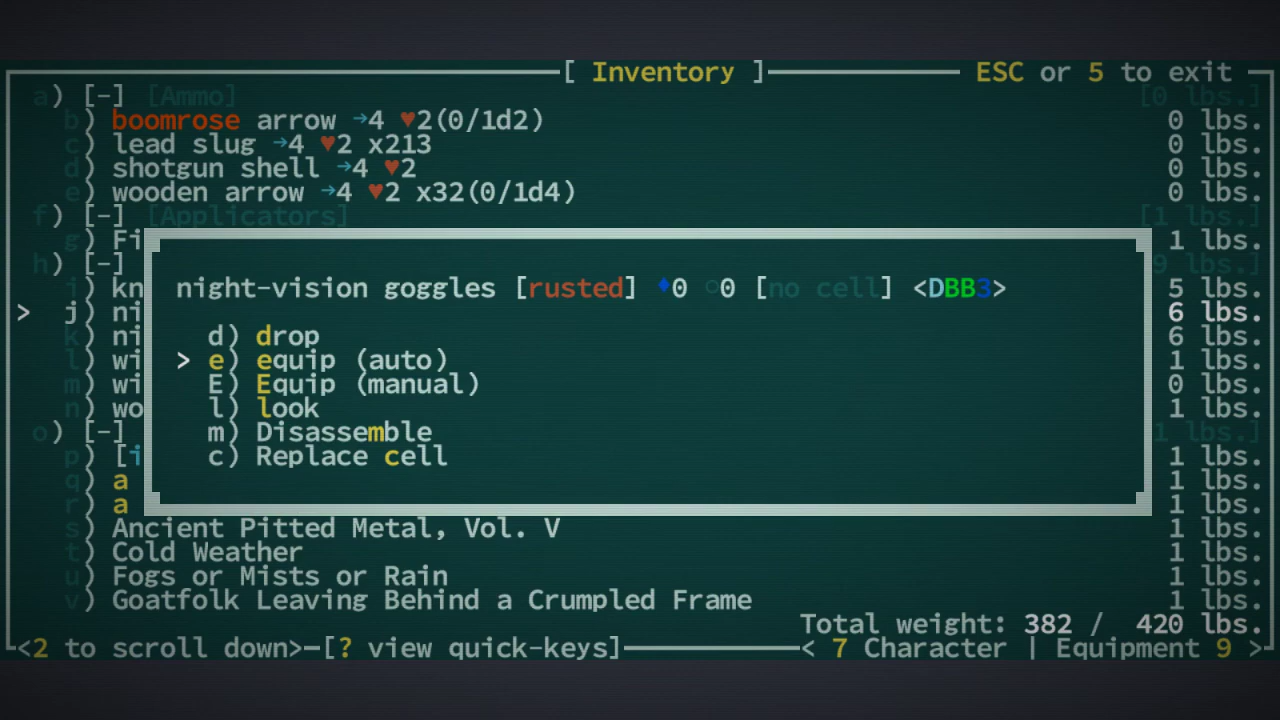 [ Inventory ] ESC or 5 to exit
a) [-] [Ammo] [0 lbs.]
b) boomrose arrow →4 ♥2(0/1d2) 0 lbs.
c) lead slug →4 ♥2 x213 0 lbs.
d) shotgun shell →4 ♥2 0 lbs.
e) wooden arrow →4 ♥2 x32(0/1d4) 0 lbs.
f) [-] [Applicators] [1 lbs.]
g) Fi 1 lbs.
h) [-] 9 lbs.]
i) kn 5 lbs.
> j) ni 6 lbs.
k) ni 6 lbs.
l) wi 1 lbs.
m) wi 0 lbs.
n) wo 1 lbs.
o) [-] 1 lbs.]
p) [i 1 lbs.
q) a 1 lbs.
r) a 1 lbs.
night-vision goggles [rusted] ♦0 ○0 [no cell] <DBB3>
d) drop
> e) equip (auto)
E) Equip (manual)
l) look
m) Disassemble
c) Replace cell
s) Ancient Pitted Metal, Vol. V 1 lbs.
t) Cold Weather 1 lbs.
u) Fogs or Mists or Rain 1 lbs.
v) Goatfolk Leaving Behind a Crumpled Frame 1 lbs.
Total weight: 382 / 420 lbs.
<2 to scroll down> [? view quick-keys] < 7 Character | Equipment 9 >